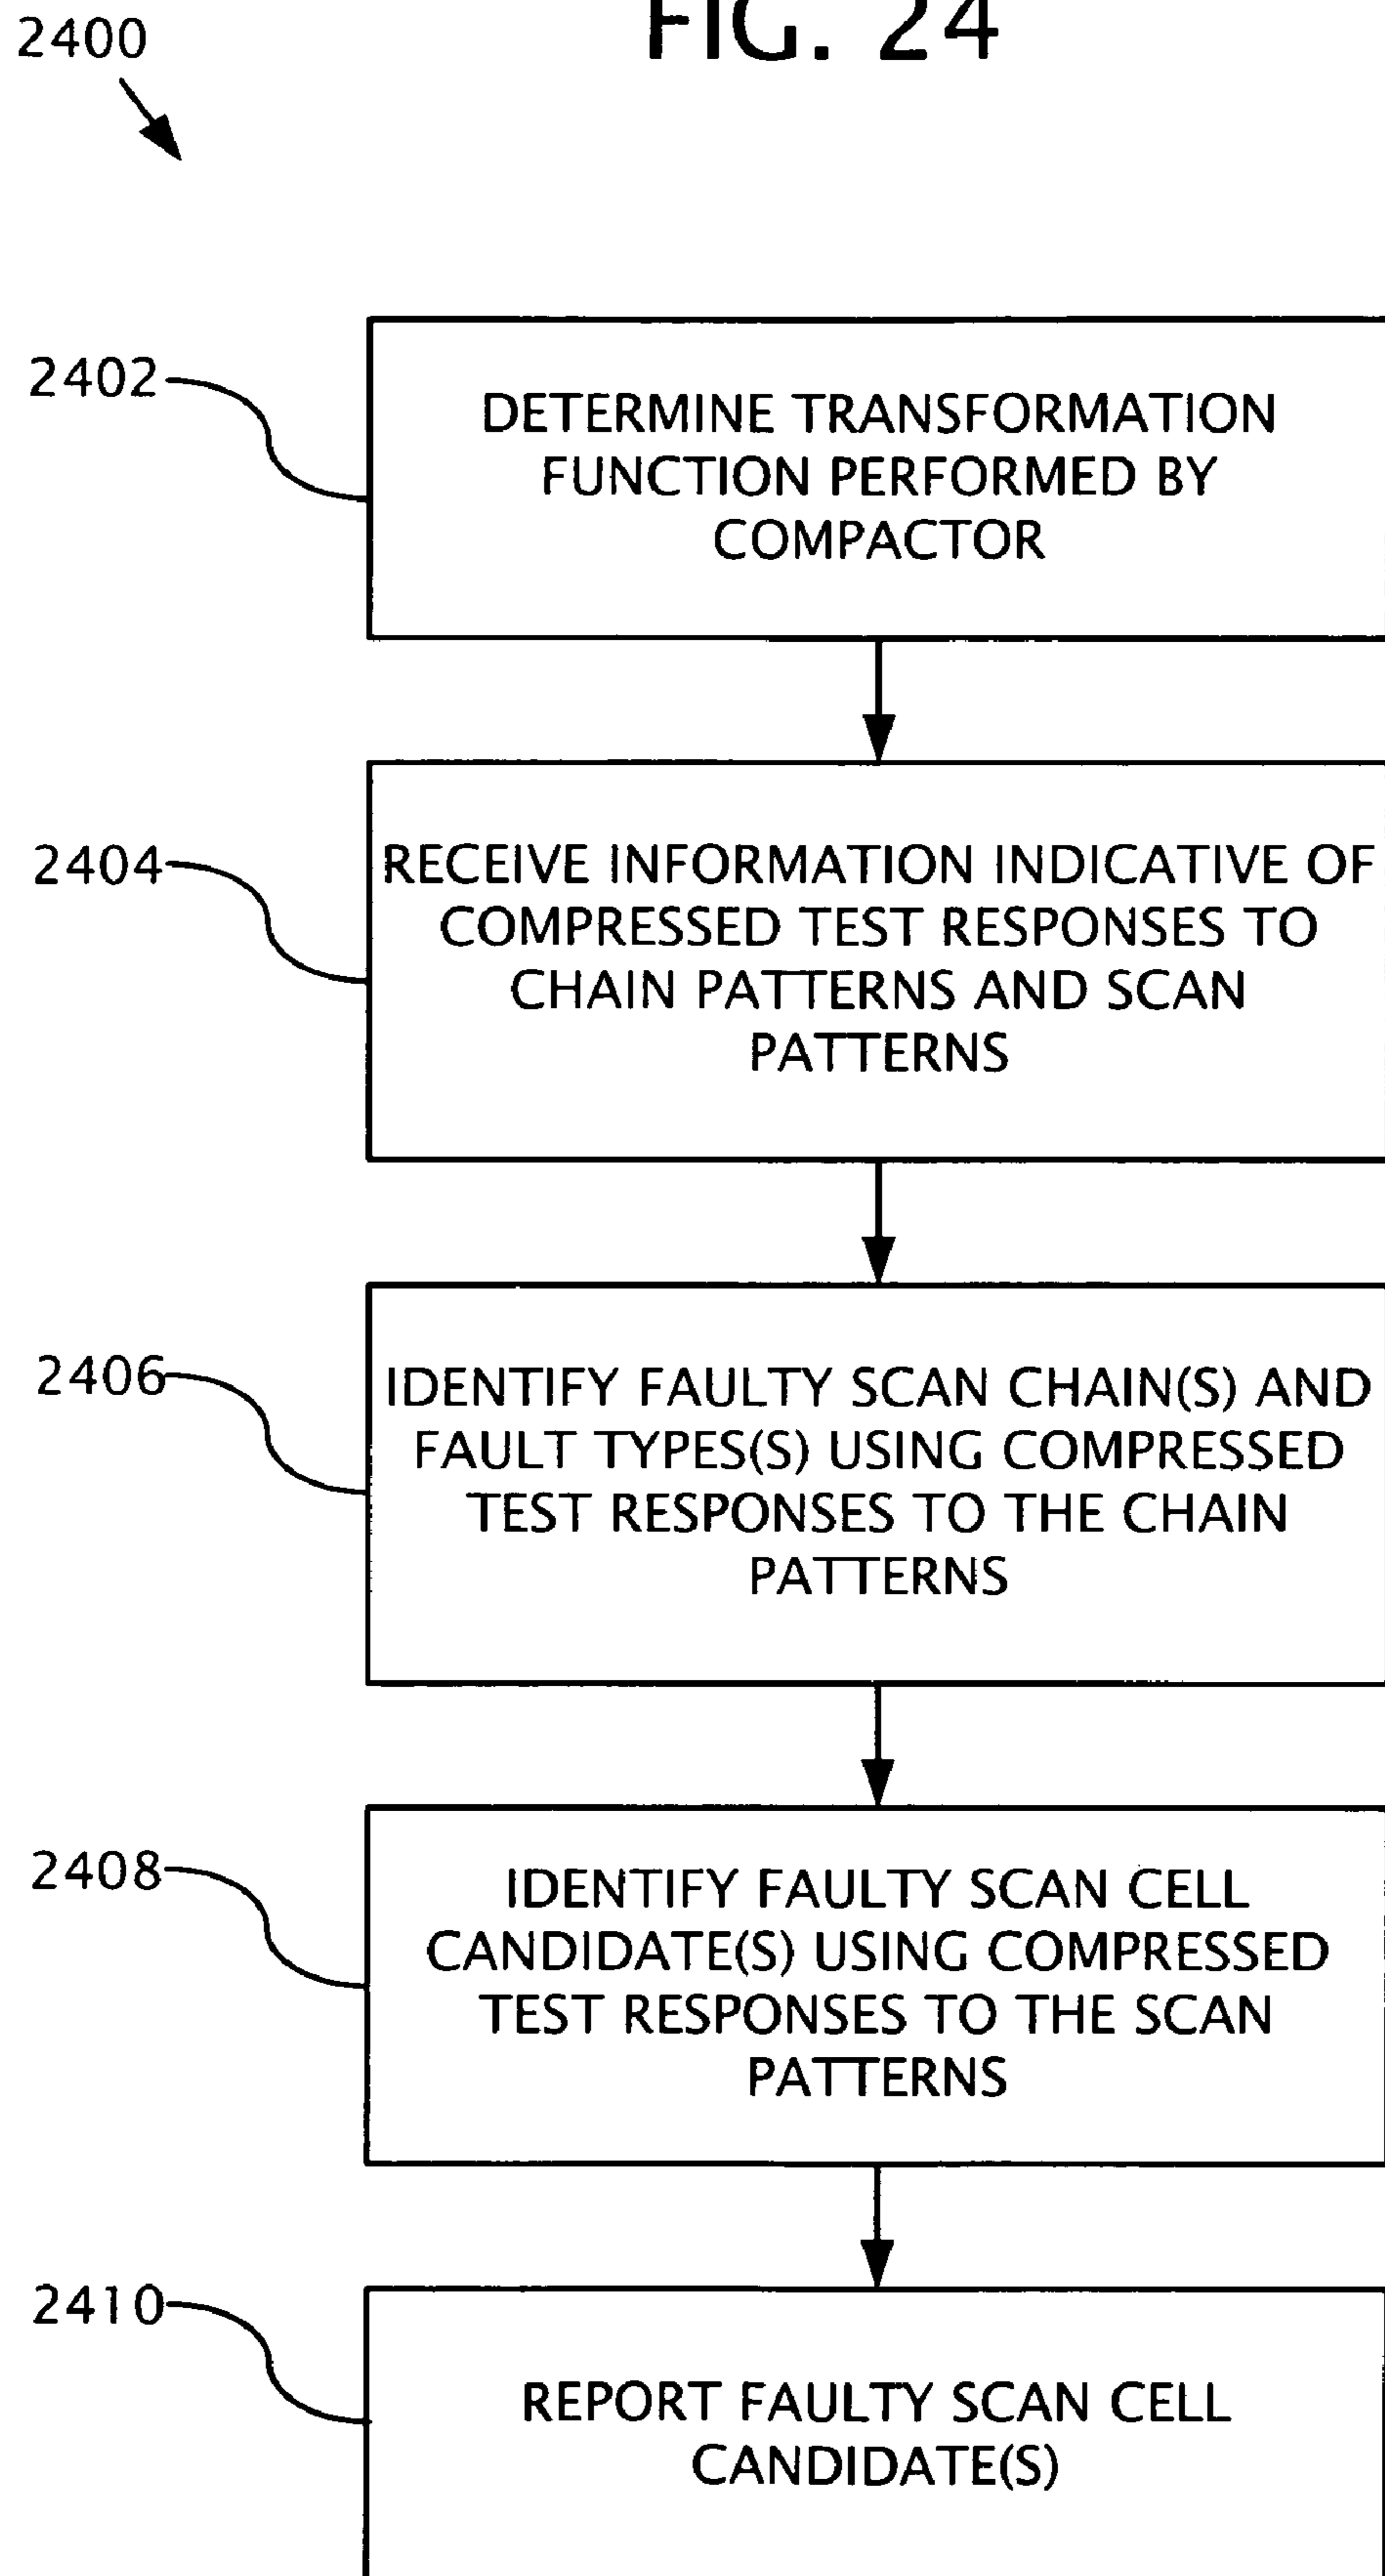 FIG. 24
2400
2402
DETERMINE TRANSFORMATION
FUNCTION PERFORMED BY
COMPACTOR
2404
RECEIVE INFORMATION INDICATIVE OF
COMPRESSED TEST RESPONSES TO
CHAIN PATTERNS AND SCAN
PATTERNS
2406
IDENTIFY FAULTY SCAN CHAIN(S) AND
FAULT TYPES(S) USING COMPRESSED
TEST RESPONSES TO THE CHAIN
PATTERNS
2408
IDENTIFY FAULTY SCAN CELL
CANDIDATE(S) USING COMPRESSED
TEST RESPONSES TO THE SCAN
PATTERNS
2410
REPORT FAULTY SCAN CELL
CANDIDATE(S)